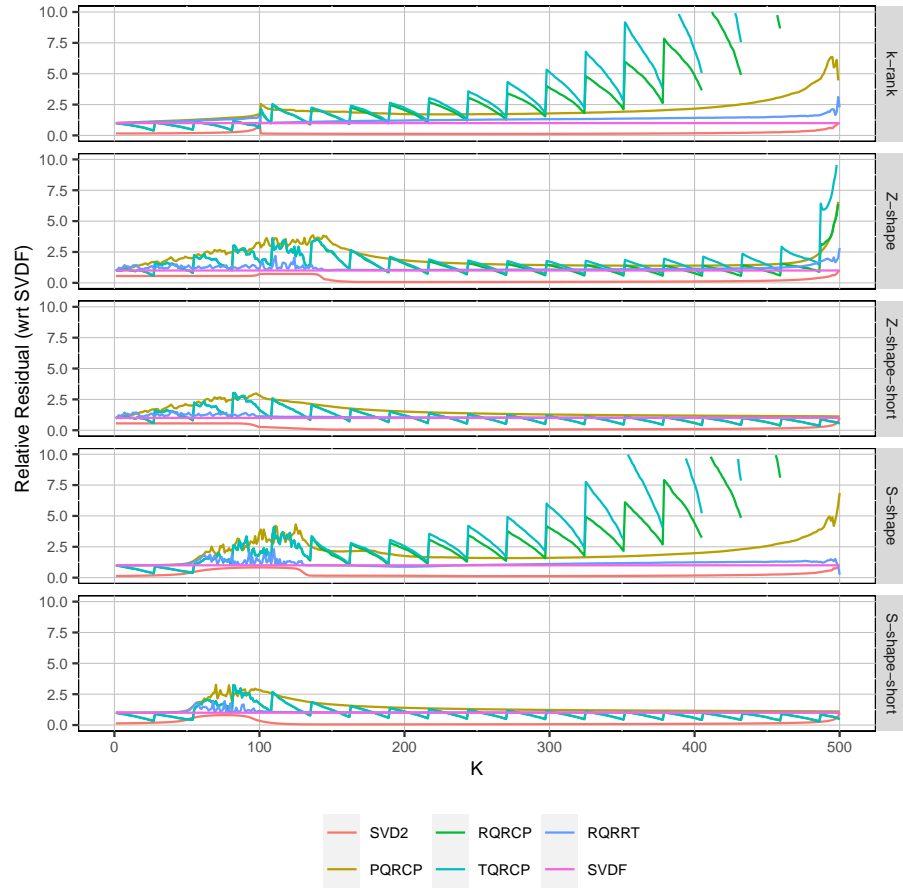 10.0
7.5
5.0
2.5
0.0
k−rank
10.0
7.5
5.0
2.5
0.0
Z−shape
10.0
7.5
5.0
2.5
0.0
Z−shape−short
10.0
7.5
5.0
2.5
0.0
S−shape
10.0
7.5
5.0
2.5
0.0
S−shape−short
Relative Residual (wrt SVDF)
0 100 200 300 400 500
K
SVD2 RQRCP RQRRT
PQRCP TQRCP SVDF